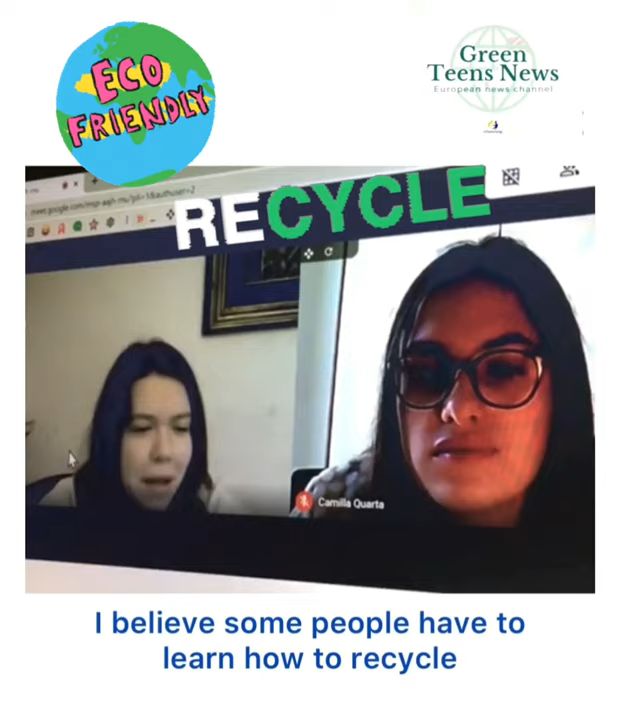 ECO
FRIENDLY
Green
Teens News
European news channel
RECYCLE
Camilla Quarta
I believe some people have to
learn how to recycle